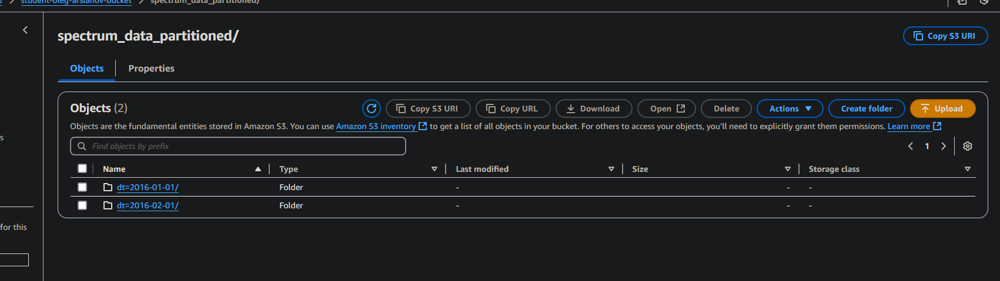 student-oleg-arslanov-bucket spectrum_data_partitioned/
spectrum_data_partitioned/
Copy S3 URI
Objects Properties
Objects (2)
Copy S3 URI Copy URL Download Open Delete Actions Create folder Upload
Objects are the fundamental entities stored in Amazon S3. You can use Amazon S3 inventory to get a list of all objects in your bucket. For others to access your objects, you’ll need to explicitly grant them permissions. Learn more
Find objects by prefix
1
Name Type Last modified Size Storage class
dt=2016-01-01/ Folder - - -
dt=2016-02-01/ Folder - - -
s
for this